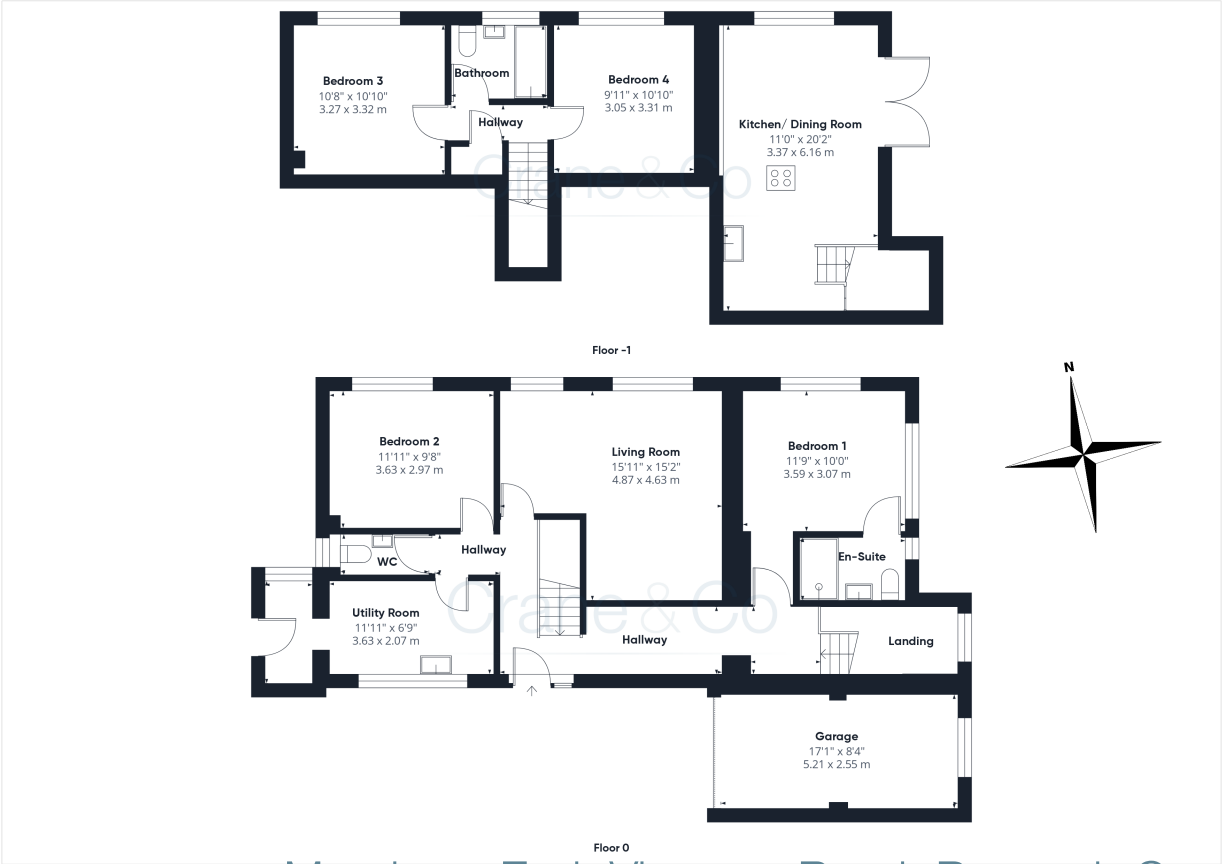 Bedroom 3
10'8" x 10'10"
3.27 x 3.32 m
Bathroom
Bedroom 4
9'11" x 10'10"
3.05 x 3.31 m
Hallway
Kitchen/ Dining Room
11'0" x 20'2"
3.37 x 6.16 m
Crane & Co
Floor -1
N
Bedroom 2
11'11" x 9'8"
3.63 x 2.97 m
Living Room
15'11" x 15'2"
4.87 x 4.63 m
Bedroom 1
11'9" x 10'0"
3.59 x 3.07 m
Hallway
WC
En-Suite
Utility Room
11'11" x 6'9"
3.63 x 2.07 m
Crane & Co
Hallway
Landing
Garage
17'1" x 8'4"
5.21 x 2.55 m
Floor 0